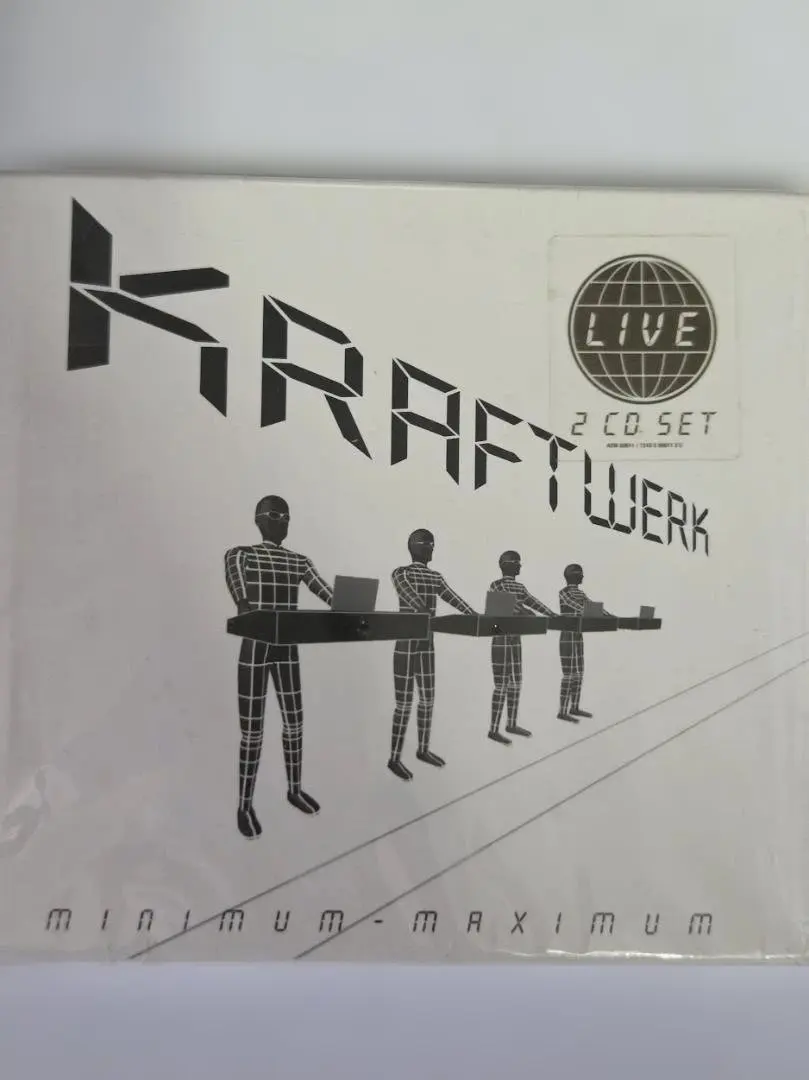 KRAFTWERK
LIVE
2 CD SET
MINIMUM-MAXIMUM